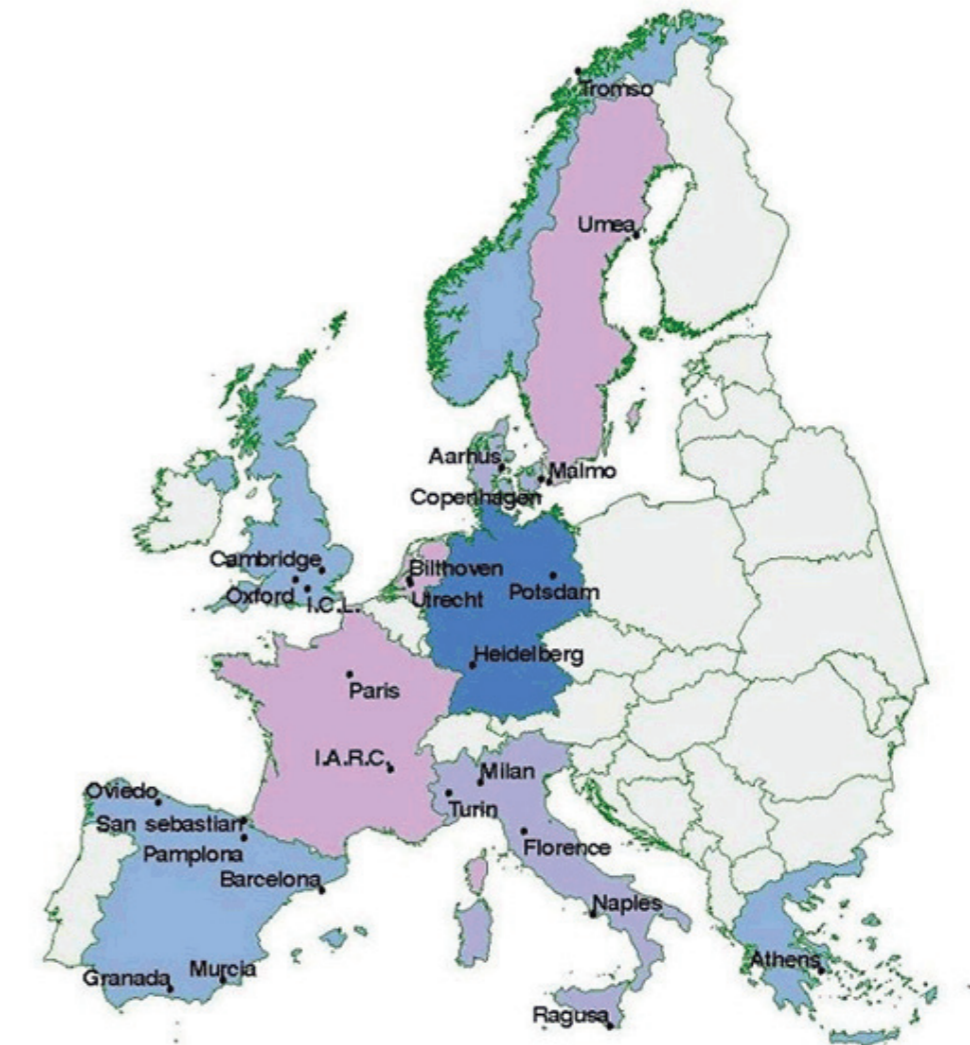 Tromso
Umea
Aarhus
Malmo
Copenhagen
Cambridge
Bilthoven
Oxford
I.C.L.
Utrecht
Potsdam
Heidelberg
Paris
I.A.R.C.
Milan
Oviedo
Turin
San sebastian
Florence
Pamplona
Barcelona
Naples
Athens
Murcia
Granada
Ragusa